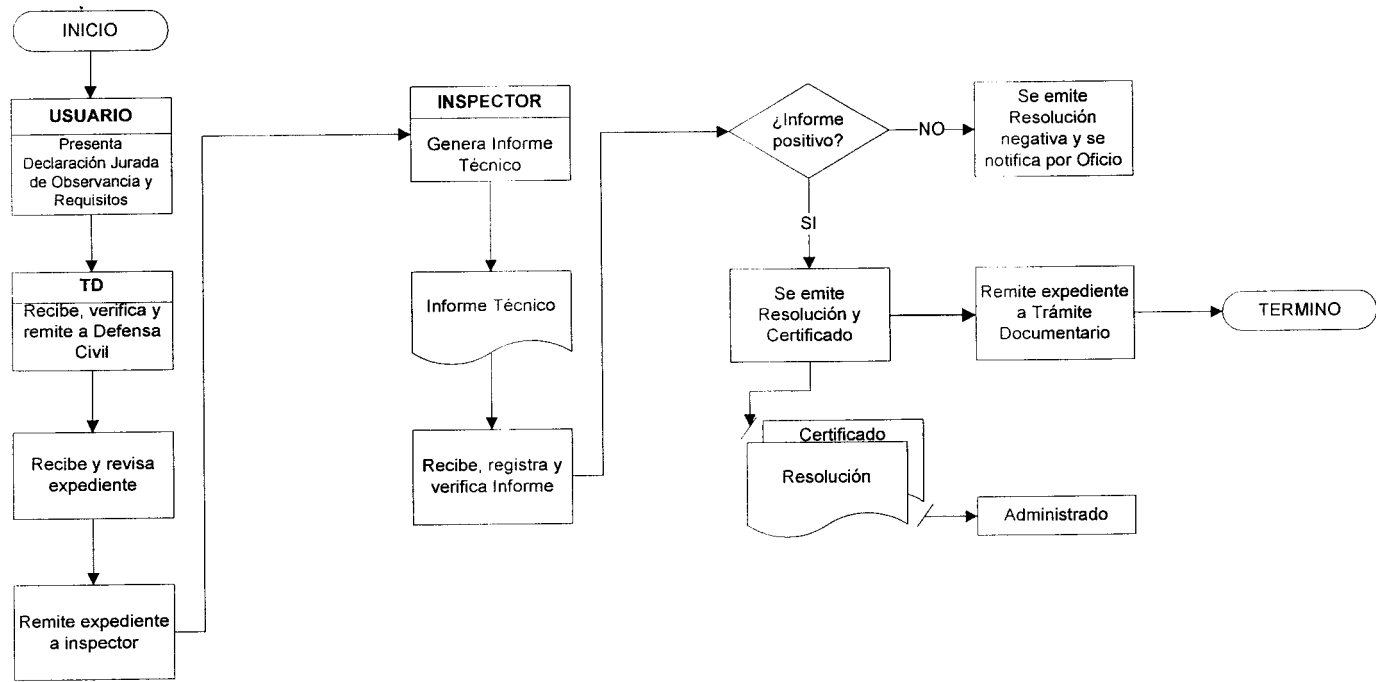 INICIO
USUARIO
Presenta
Declaración Jurada
de Observancia y
Requisitos
TD
Recibe, verifica y
remite a Defensa
Civil
Recibe y revisa
expediente
Remite expediente
a inspector
INSPECTOR
Genera Informe
Técnico
Informe Técnico
Recibe, registra y
verifica Informe
¿Informe
positivo?
NO
Se emite
Resolución
negativa y se
notifica por Oficio
SI
Se emite
Resolución y
Certificado
Remite expediente
a Trámite
Documentario
TERMINO
Certificado
Resolución
Administrado